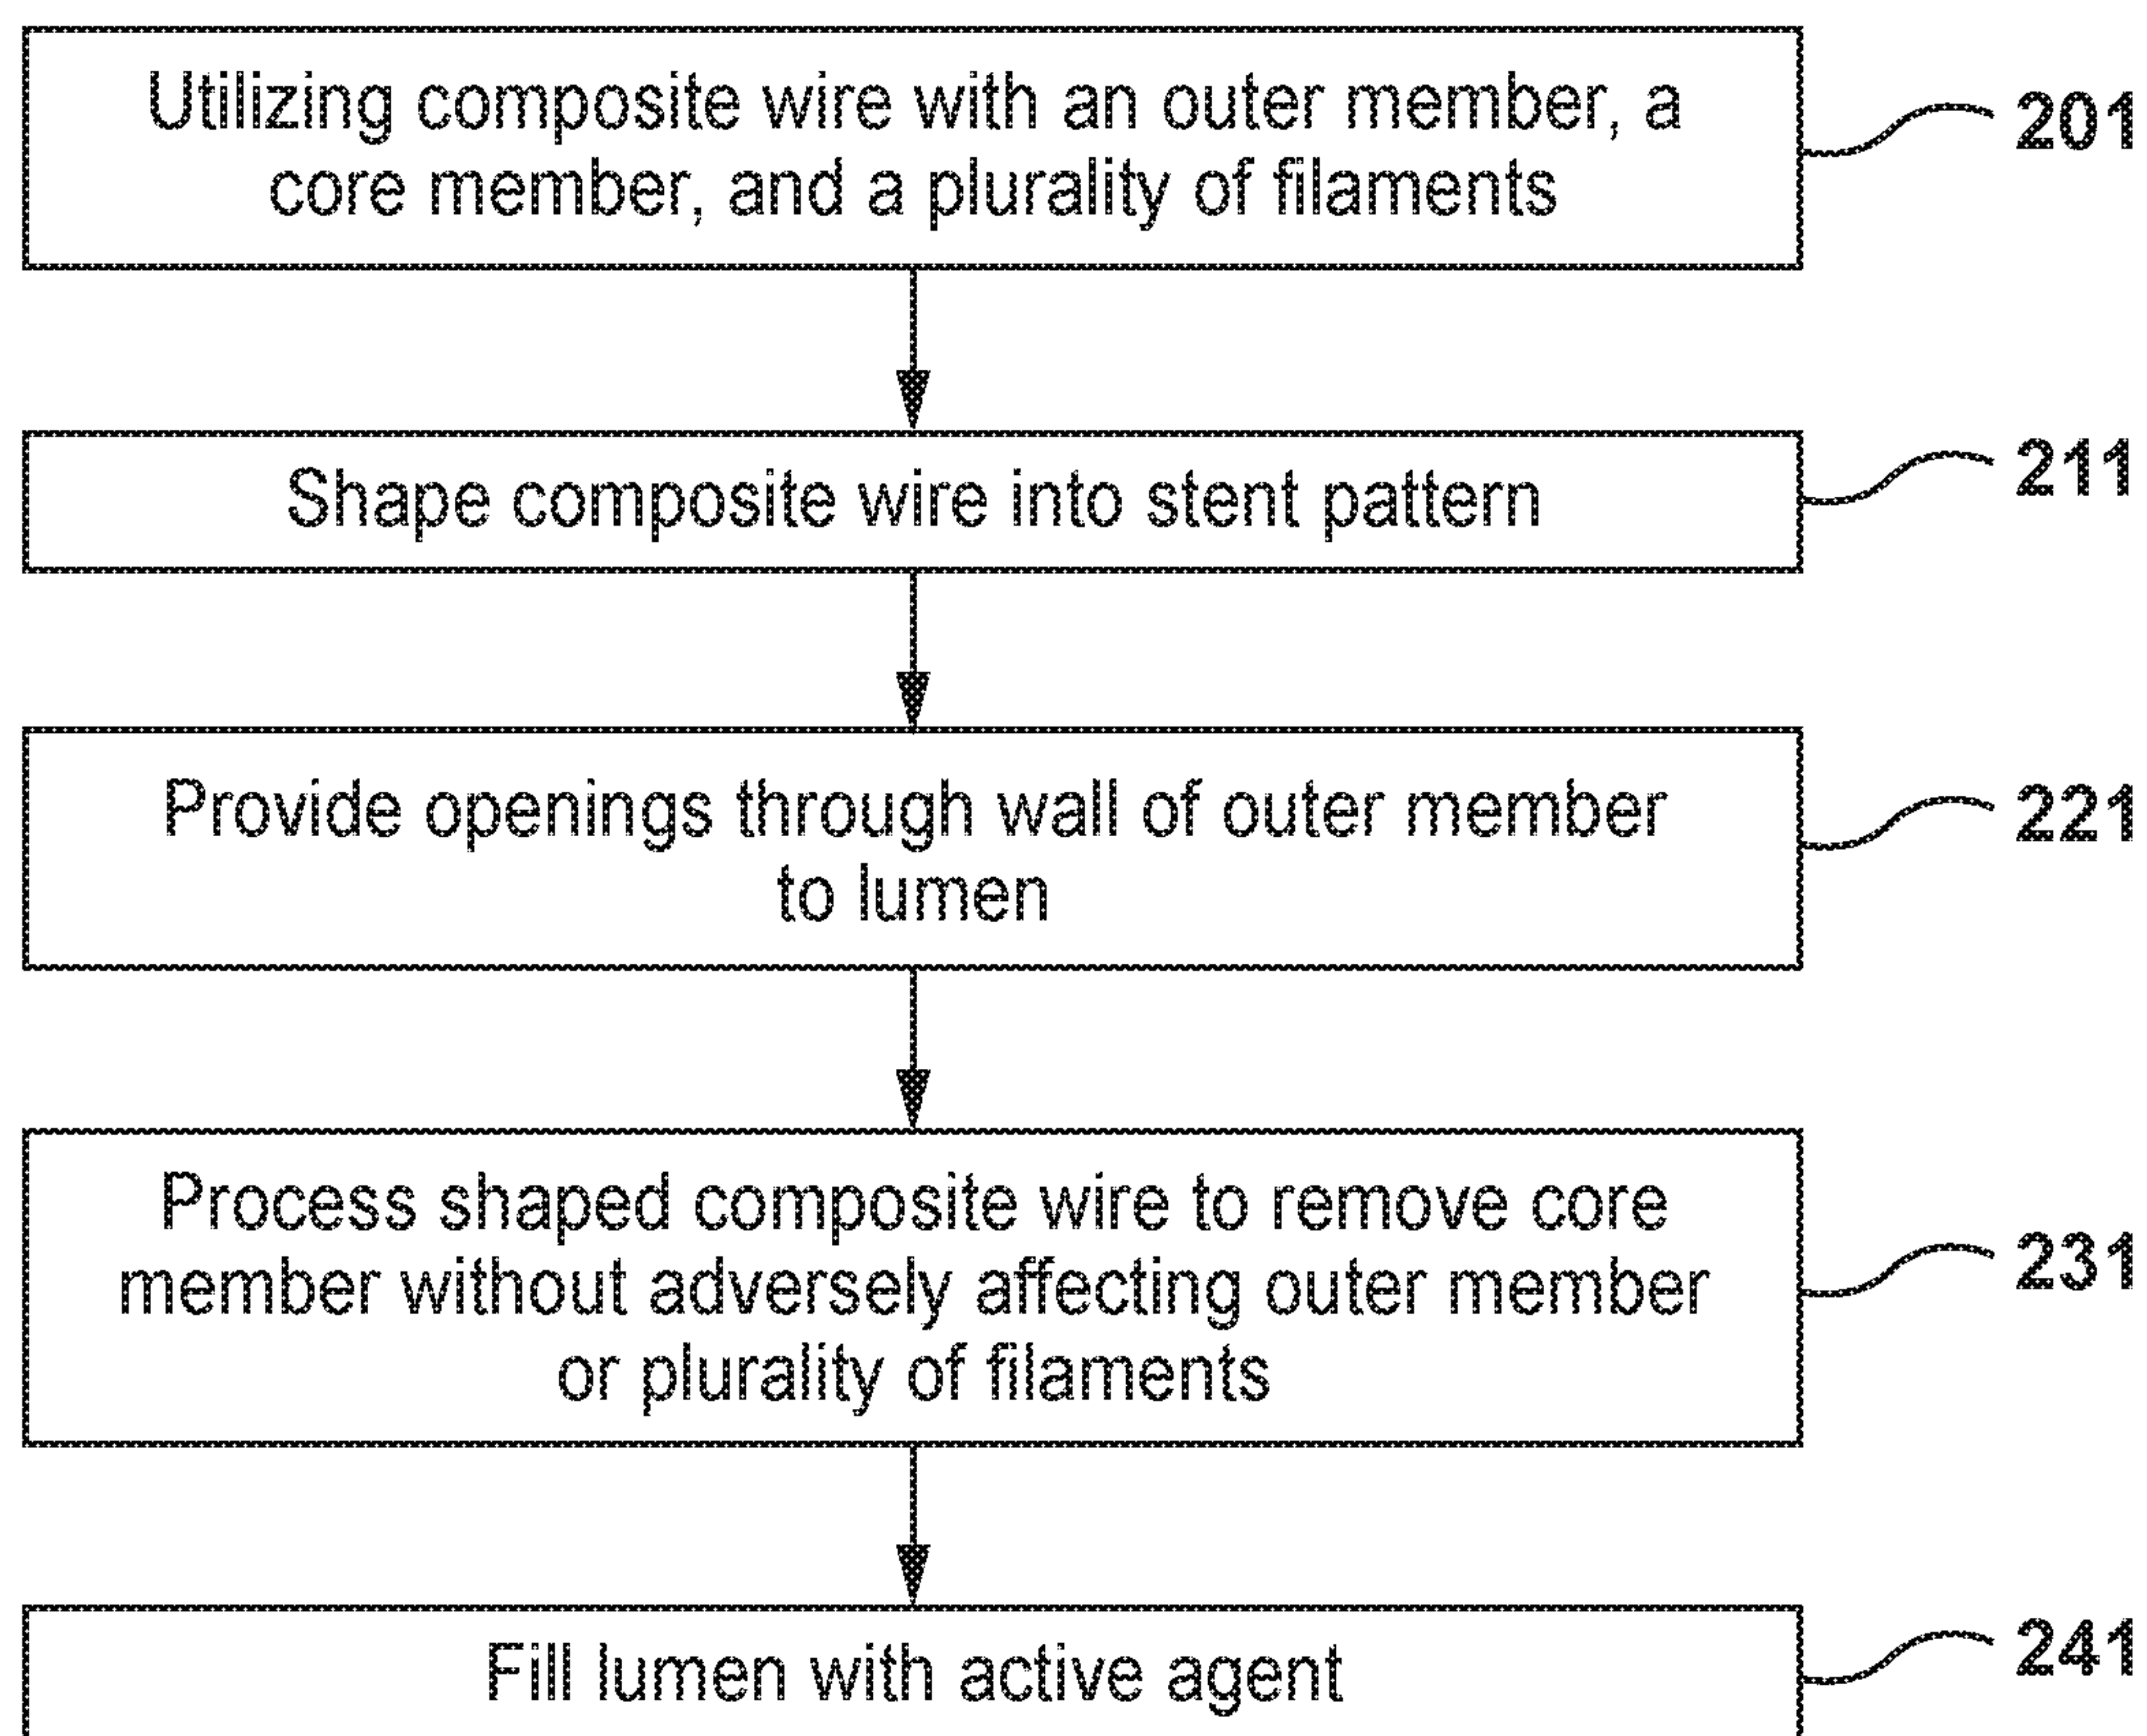 Utilizing composite wire with an outer member, a
core member, and a plurality of filaments
201
Shape composite wire into stent pattern
211
Provide openings through wall of outer member
to lumen
221
Process shaped composite wire to remove core
member without adversely affecting outer member
or plurality of filaments
231
Fill lumen with active agent
241